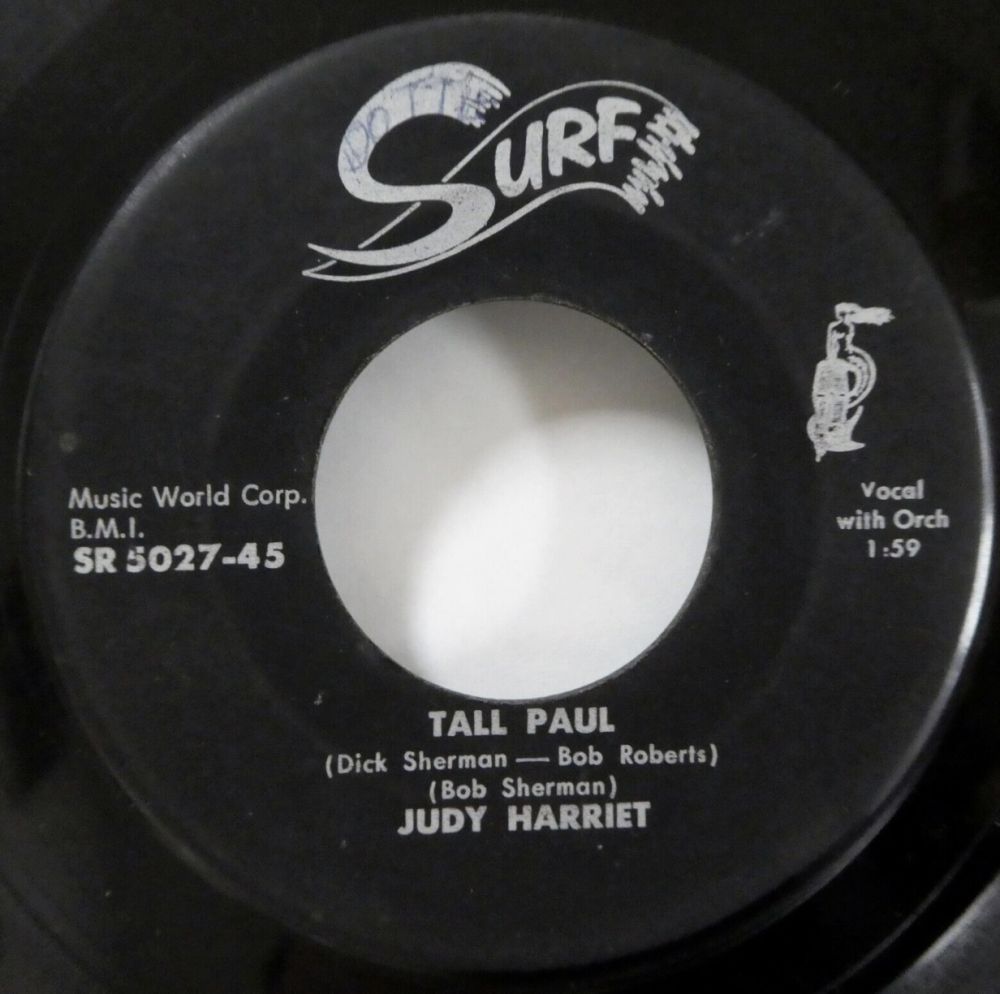 SURF
Music World Corp.
B.M.I.
SR 5027-45
Vocal
with Orch
1:59
TALL PAUL
(Dick Sherman — Bob Roberts)
(Bob Sherman)
JUDY HARRIET